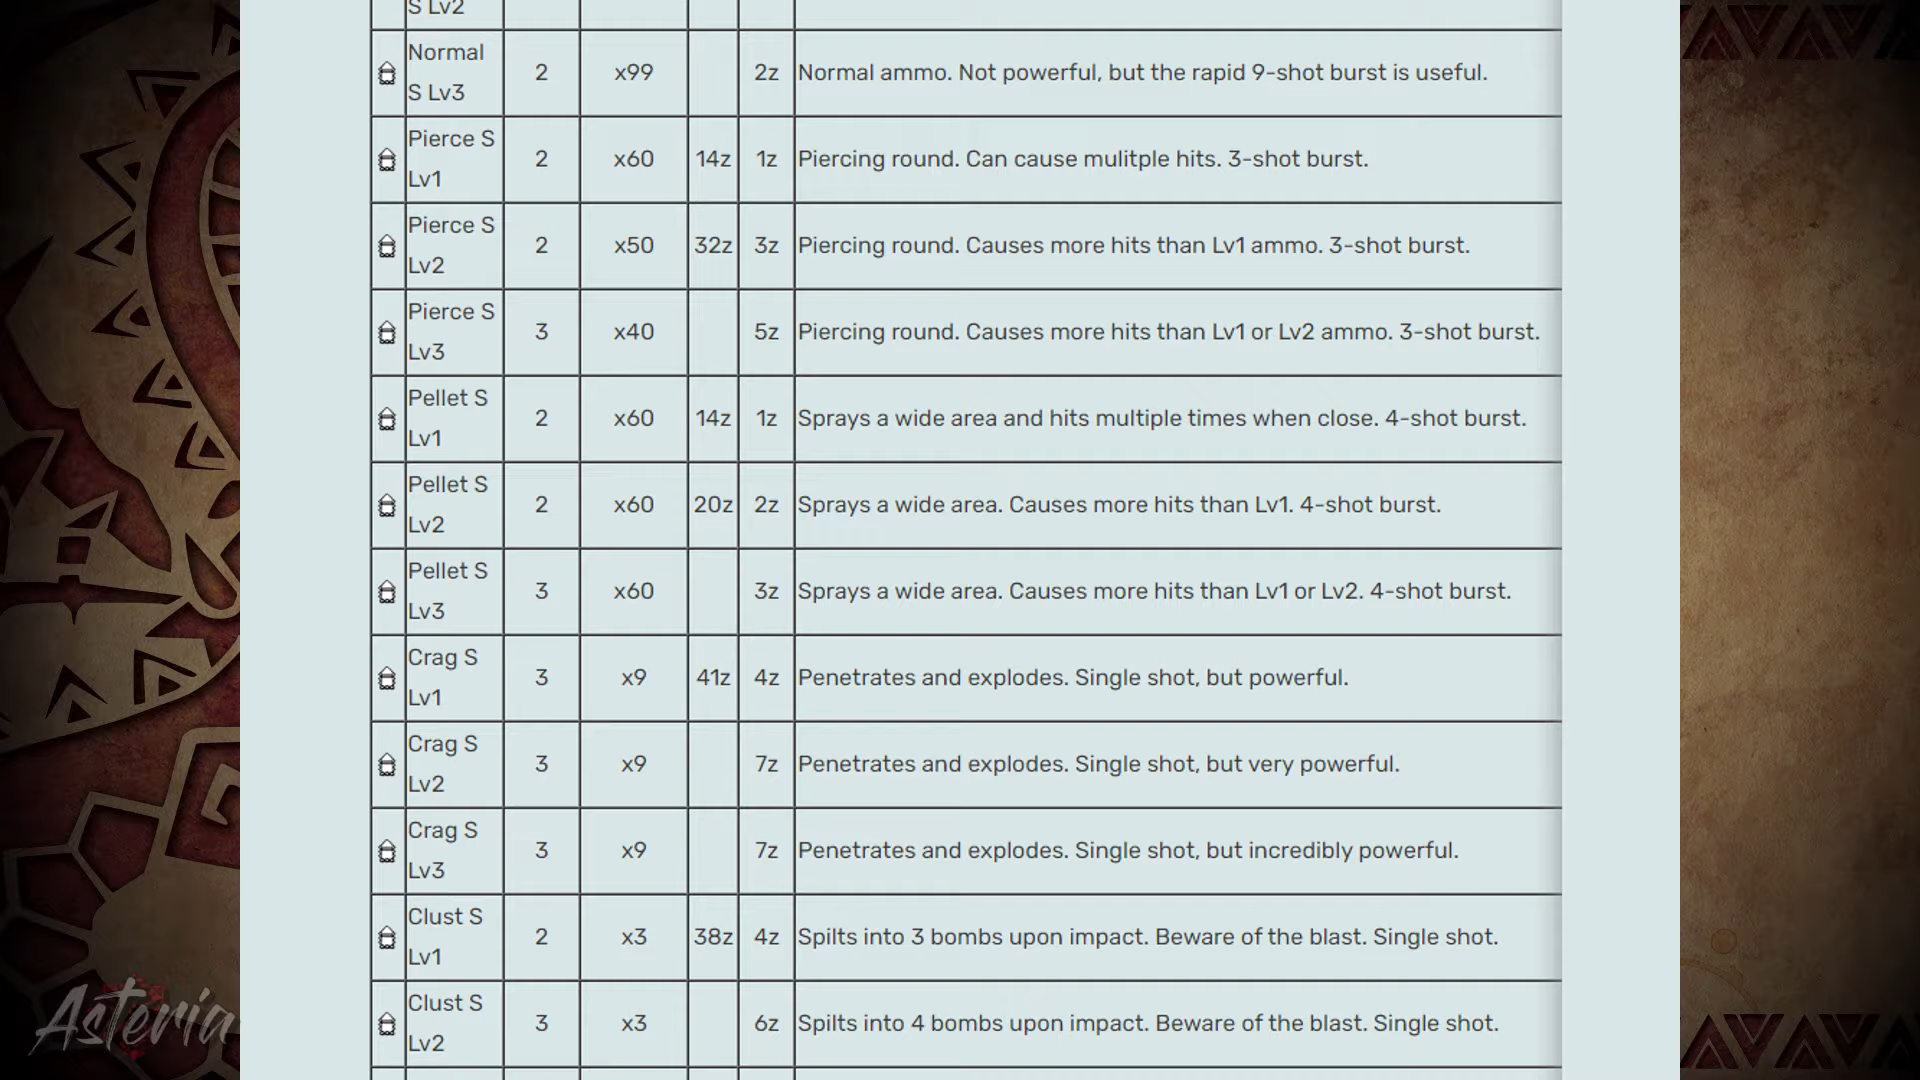 S Lv2
Normal
S Lv3 2 x99 2z Normal ammo. Not powerful, but the rapid 9-shot burst is useful.
Pierce S
Lv1 2 x60 14z 1z Piercing round. Can cause mulitple hits. 3-shot burst.
Pierce S
Lv2 2 x50 32z 3z Piercing round. Causes more hits than Lv1 ammo. 3-shot burst.
Pierce S
Lv3 3 x40 5z Piercing round. Causes more hits than Lv1 or Lv2 ammo. 3-shot burst.
Pellet S
Lv1 2 x60 14z 1z Sprays a wide area and hits multiple times when close. 4-shot burst.
Pellet S
Lv2 2 x60 20z 2z Sprays a wide area. Causes more hits than Lv1. 4-shot burst.
Pellet S
Lv3 3 x60 3z Sprays a wide area. Causes more hits than Lv1 or Lv2. 4-shot burst.
Crag S
Lv1 3 x9 41z 4z Penetrates and explodes. Single shot, but powerful.
Crag S
Lv2 3 x9 7z Penetrates and explodes. Single shot, but very powerful.
Crag S
Lv3 3 x9 7z Penetrates and explodes. Single shot, but incredibly powerful.
Clust S
Lv1 2 x3 38z 4z Spilts into 3 bombs upon impact. Beware of the blast. Single shot.
Clust S
Lv2 3 x3 6z Spilts into 4 bombs upon impact. Beware of the blast. Single shot.
Asteria